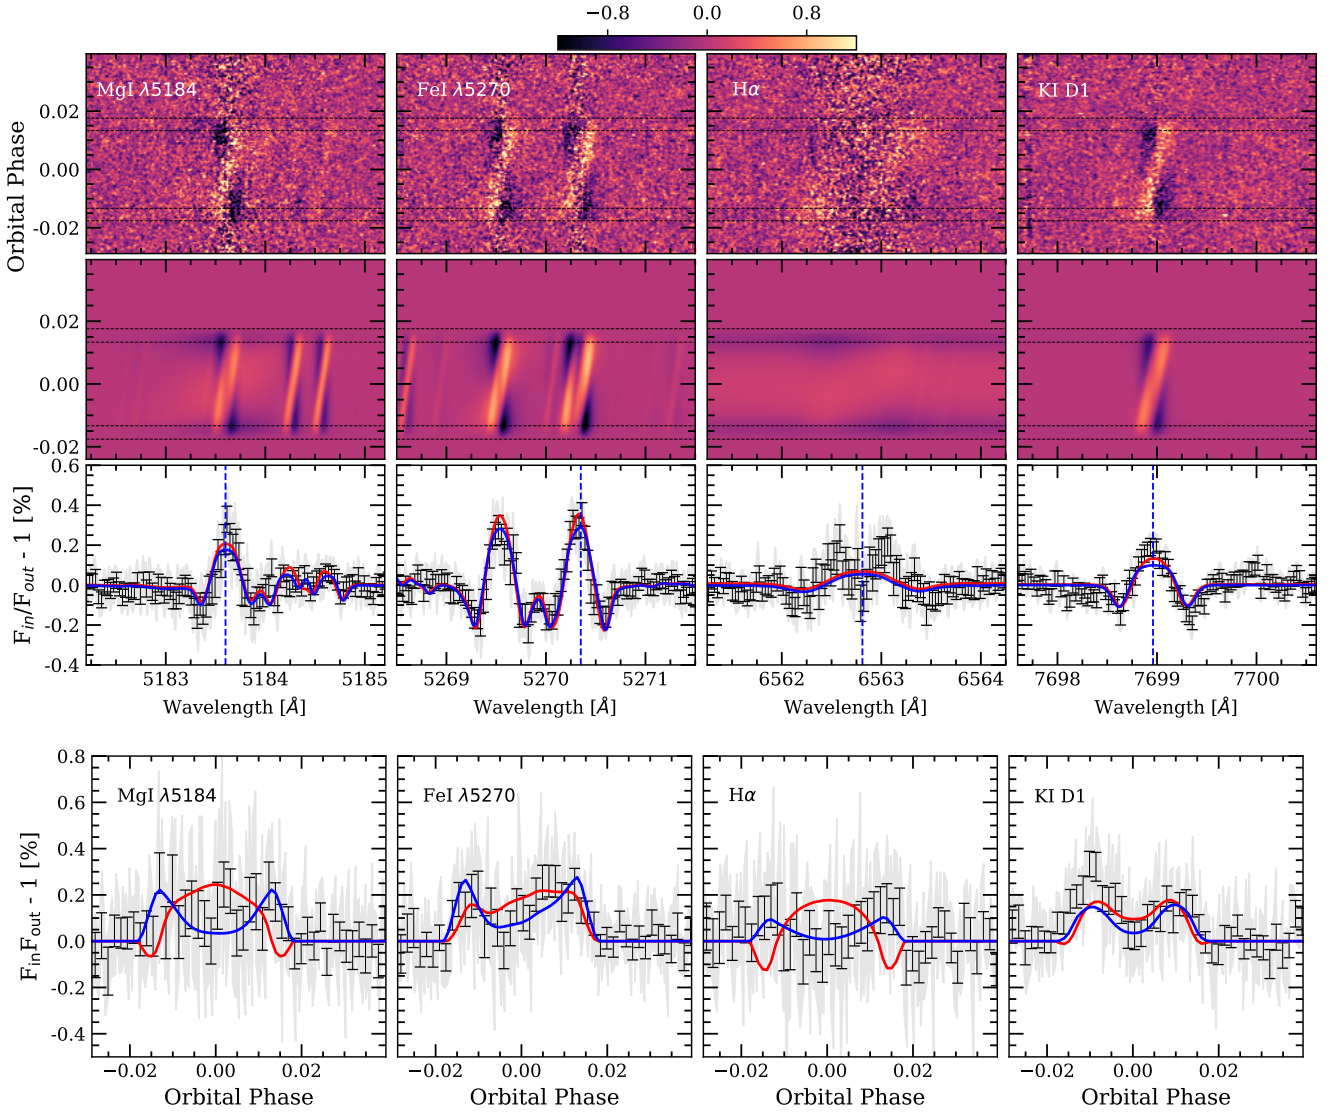 −0.8 0.0 0.8
MgI λ5184 FeI λ5270 Hα KI D1
Orbital Phase
0.02
0.00
-0.02
0.02
0.00
-0.02
F_in/F_out - 1 [%]
0.6
0.4
0.2
0.0
-0.2
-0.4
5183 5184 5185 5269 5270 5271 6562 6563 6564 7698 7699 7700
Wavelength [Å] Wavelength [Å] Wavelength [Å] Wavelength [Å]
F_inF_out - 1 [%]
0.8
0.6
0.4
0.2
0.0
-0.2
-0.4
MgI λ5184 FeI λ5270 Hα KI D1
−0.02 0.00 0.02 −0.02 0.00 0.02 −0.02 0.00 0.02 −0.02 0.00 0.02
Orbital Phase Orbital Phase Orbital Phase Orbital Phase